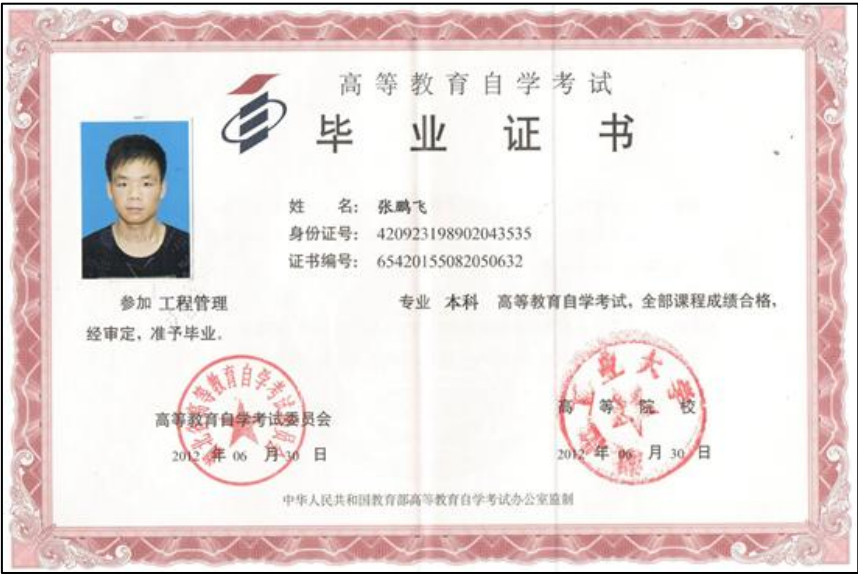 高等教育自学考试
毕业证书
姓 名: 张鹏飞
身份证号: 420923198902043535
证书编号: 65420155082050632
参加 工程管理 专业 本科 高等教育自学考试, 全部课程成绩合格,
经审定, 准予毕业.
高等教育自学考试委员会
高等院校
2012 年 06 月 30 日
2012 年 06 月 30 日
中华人民共和国教育部高等教育自学考试办公室监制